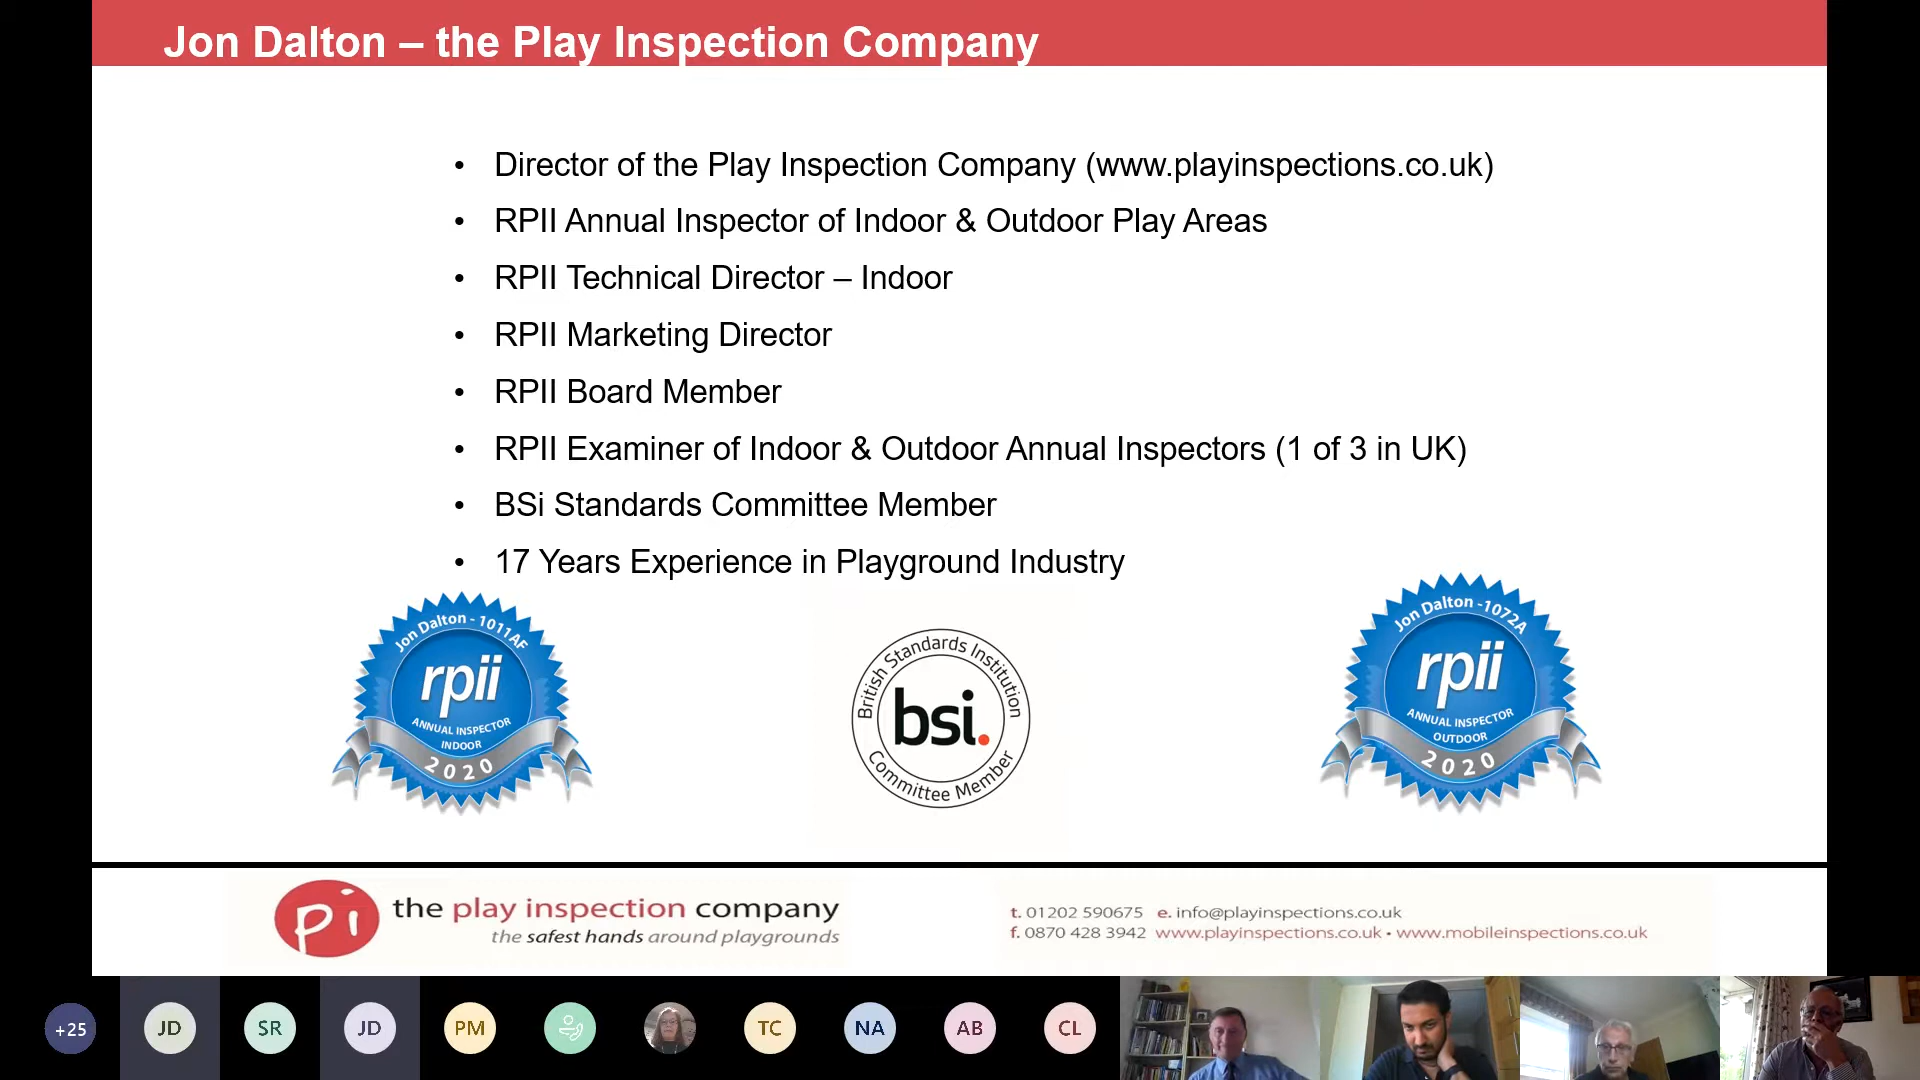 Jon Dalton – the Play Inspection Company
• Director of the Play Inspection Company (www.playinspections.co.uk)
• RPII Annual Inspector of Indoor & Outdoor Play Areas
• RPII Technical Director – Indoor
• RPII Marketing Director
• RPII Board Member
• RPII Examiner of Indoor & Outdoor Annual Inspectors (1 of 3 in UK)
• BSi Standards Committee Member
• 17 Years Experience in Playground Industry
Jon Dalton - 1011AF
rpii
ANNUAL INSPECTOR
INDOOR
2020
British Standards Institution
bsi.
Committee Member
Jon Dalton -1072A
rpii
ANNUAL INSPECTOR
OUTDOOR
2020
pi
the play inspection company
the safest hands around playgrounds
t. 01202 590675 e. info@playinspections.co.uk
f. 0870 428 3942 www.playinspections.co.uk • www.mobileinspections.co.uk
+25
JD
SR
JD
PM
TC
NA
AB
CL